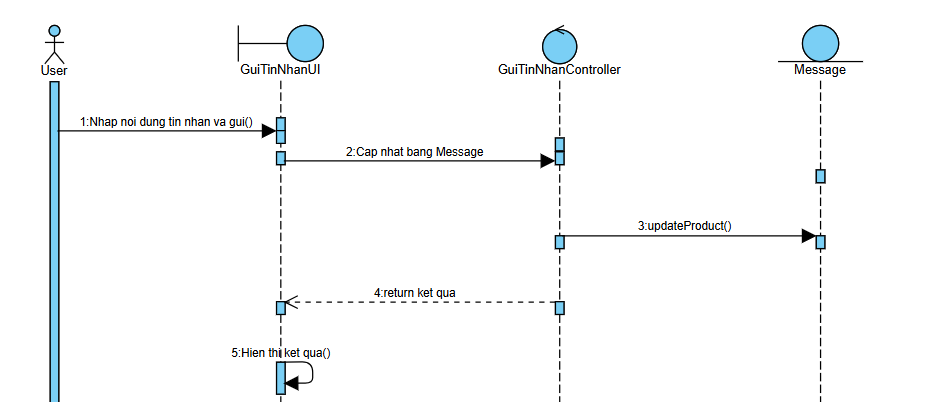 User
GuiTinNhanUI
GuiTinNhanController
Message
1:Nhap noi dung tin nhan va gui()
2:Cap nhat bang Message
3:updateProduct()
4:return ket qua
5:Hien thi ket qua()